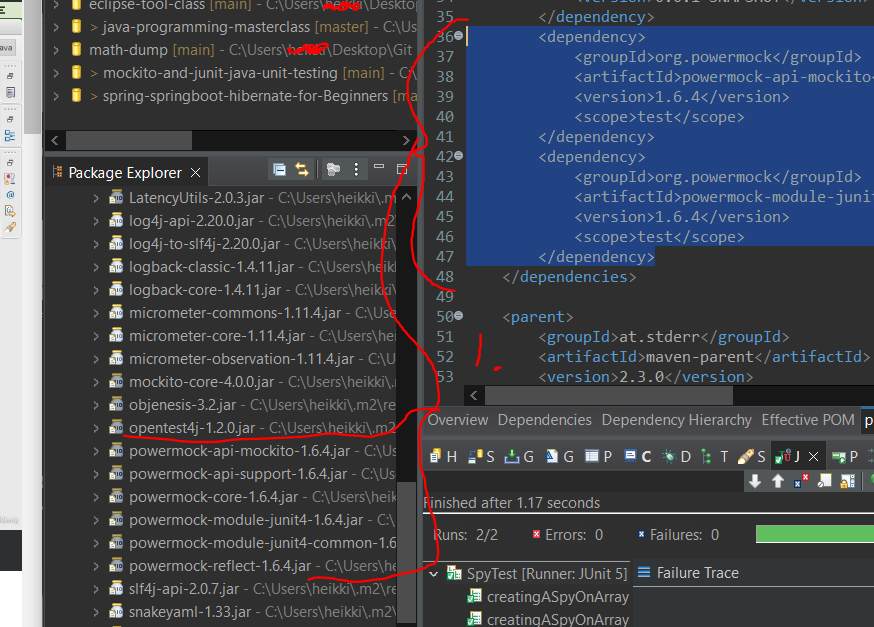 eclipse-tool-class [main] - C:\Users\heikki\Desktop
> java-programming-masterclass [master] - C:\Us
math-dump [main] - C:\Users\ \Desktop\Git
> mockito-and-junit-java-unit-testing [main] - C:\
> spring-springboot-hibernate-for-Beginners [ma
Package Explorer
LatencyUtils-2.0.3.jar - C:\Users\heikki\.m
log4j-api-2.20.0.jar - C:\Users\heikki\.m2\
log4j-to-slf4j-2.20.0.jar - C:\Users\heikki\
logback-classic-1.4.11.jar - C:\Users\heik
logback-core-1.4.11.jar - C:\Users\heikki\
micrometer-commons-1.11.4.jar - C:\User
micrometer-core-1.11.4.jar - C:\Users\hei
micrometer-observation-1.11.4.jar - C:\U
mockito-core-4.0.0.jar - C:\Users\heikki\.
objenesis-3.2.jar - C:\Users\heikki\.m2\re
opentest4j-1.2.0.jar - C:\Users\heikki\.m2
powermock-api-mockito-1.6.4.jar - C:\Use
powermock-api-support-1.6.4.jar - C:\Use
powermock-core-1.6.4.jar - C:\Users\heikk
powermock-module-junit4-1.6.4.jar - C:\
powermock-module-junit4-common-1.6
powermock-reflect-1.6.4.jar - C:\Users\he
slf4j-api-2.0.7.jar - C:\Users\heikki\.m2\re
snakeyaml-1.33.jar - C:\Users\heikki\.m2\
35 </dependency>
36 <dependency>
37 <groupId>org.powermock</groupId>
38 <artifactId>powermock-api-mockito<
39 <version>1.6.4</version>
40 <scope>test</scope>
41 </dependency>
42 <dependency>
43 <groupId>org.powermock</groupId>
44 <artifactId>powermock-module-junit
45 <version>1.6.4</version>
46 <scope>test</scope>
47 </dependency>
48 </dependencies>
49
50 <parent>
51 <groupId>at.stderr</groupId>
52 <artifactId>maven-parent</artifactId>
53 <version>2.3.0</version>
Overview Dependencies Dependency Hierarchy Effective POM p
H S G G P C D T S J P
Finished after 1.17 seconds
Runs: 2/2 Errors: 0 Failures: 0
SpyTest [Runner: JUnit 5] Failure Trace
creatingASpyOnArray
creatingASpyOnArray